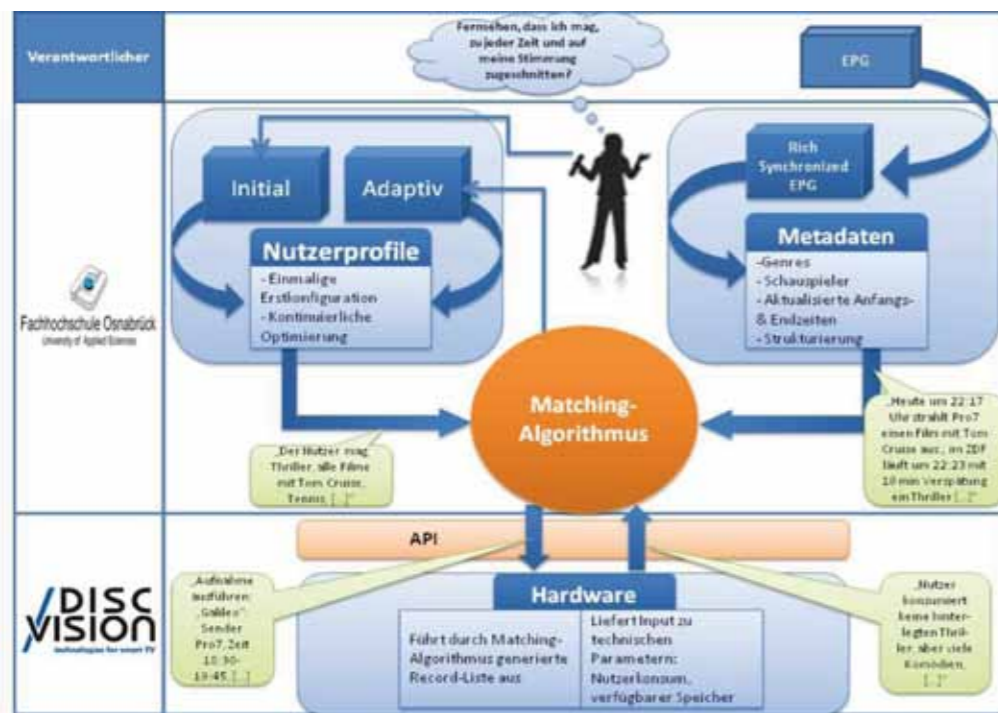 Verantwortlicher
Fernsehen, dass ich mag,
zu jeder Zeit und auf
meine Stimmung
zugeschnitten?
EPG
Initial
Adaptiv
Nutzerprofile
- Einmalige
Erstkonfiguration
- Kontinuierliche
Optimierung
Rich
Synchronized
EPG
Metadaten
-Genres
- Schauspieler
- Aktualisierte Anfangs-
& Endzeiten
- Strukturierung
Fachhochschule Osnabrück
University of Applied Sciences
Matching-
Algorithmus
„Der Nutzer mag
Thriller, alle Filme
mit Tom Cruise,
Tennis, [...]"
„Heute um 22:17
Uhr strahlt Pro7
einen Film mit Tom
Cruise aus, im ZDF
läuft um 22:23 mit
10 min Verspätung
ein Thriller [...]"
API
DISC
VISION
technologies for smart TV
„Aufnahme
ausführen:
„Galileo"
Sender
Pro7, Zeit
[...]
Hardware
Führt durch Matching-
Algorithmus generierte
Record-Liste aus
Liefert Input zu
technischen
Parametern:
Nutzerkonsum,
verfügbarer Speicher
„Nutzer
konsumiert
keine hinter-
legten Thril-
ler, aber viele
Komödien,
[...]"